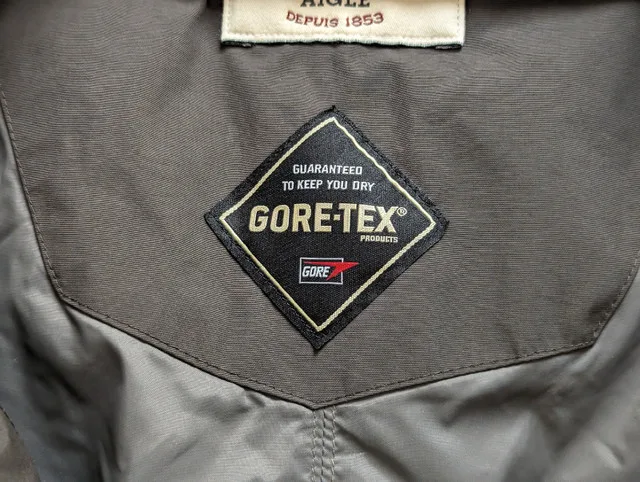 AIGLE
DEPUIS 1853
GUARANTEED
TO KEEP YOU DRY
GORE-TEX®
PRODUCTS
GORE